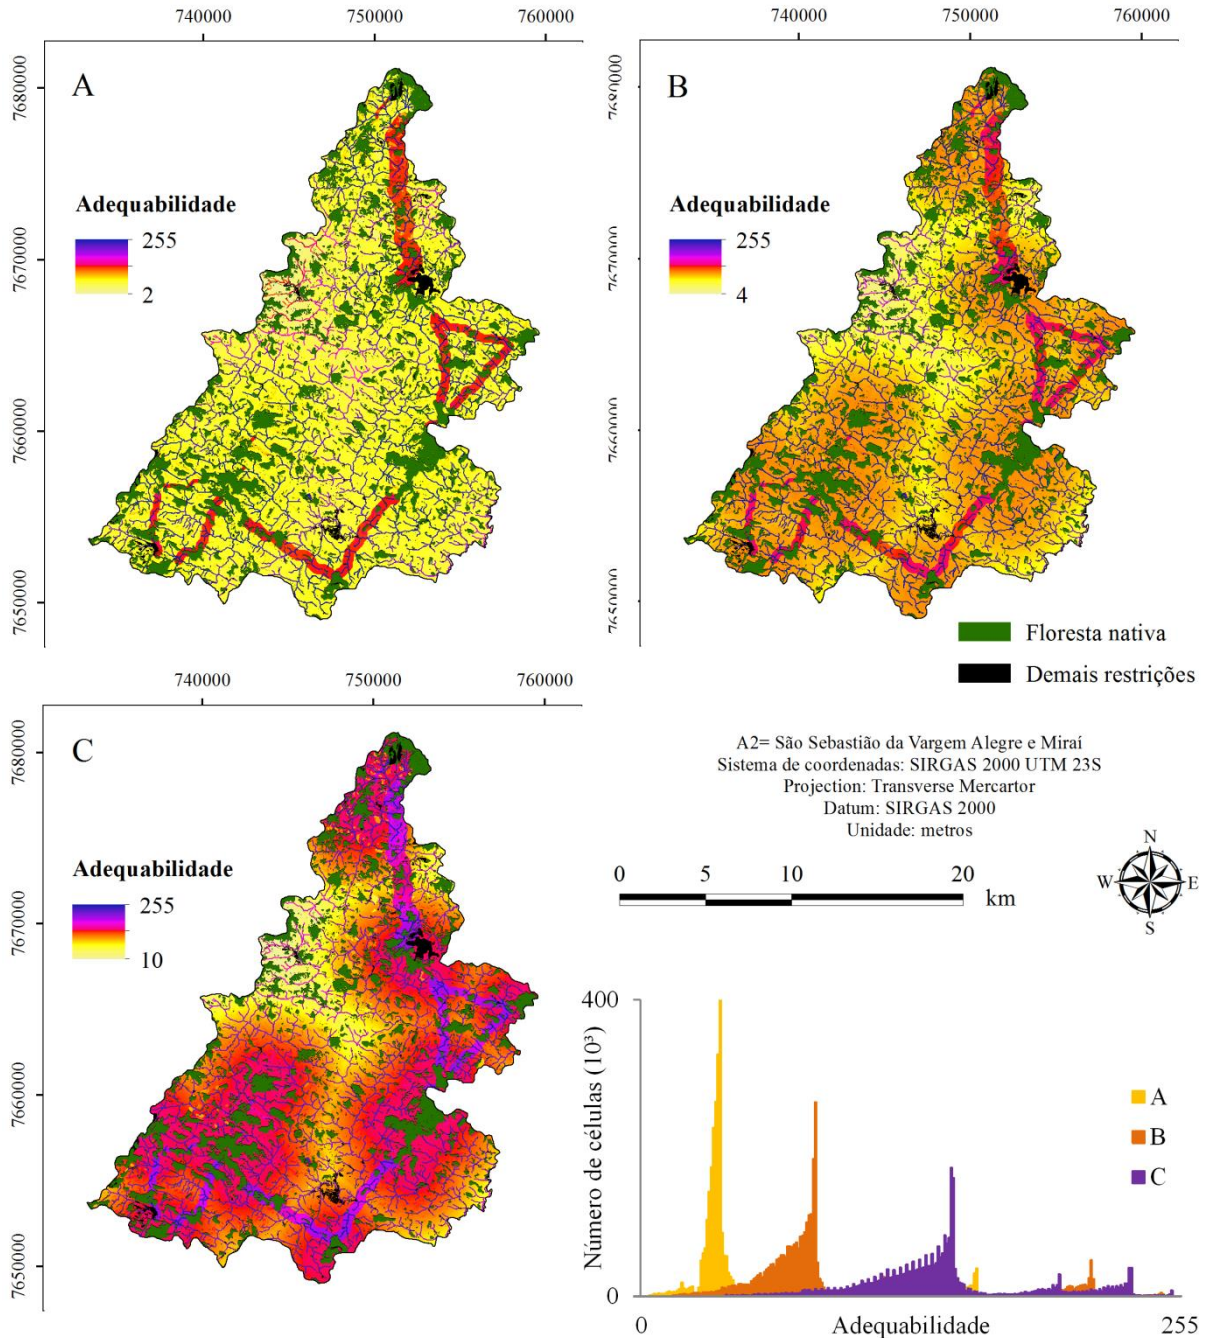 740000 750000 760000
740000 750000 760000
A
B
7680000
7670000
7660000
7650000
Adequabilidade
255
2
Adequabilidade
255
4
Floresta nativa
Demais restrições
740000 750000 760000
C
7680000
7670000
7660000
7650000
Adequabilidade
255
10
A2= São Sebastião da Vargem Alegre e Miraí
Sistema de coordenadas: SIRGAS 2000 UTM 23S
Projection: Transverse Mercartor
Datum: SIRGAS 2000
Unidade: metros
0 5 10 20
km
N
W E
S
400
0
Número de células (10³)
A
B
C
0 Adequabilidade 255